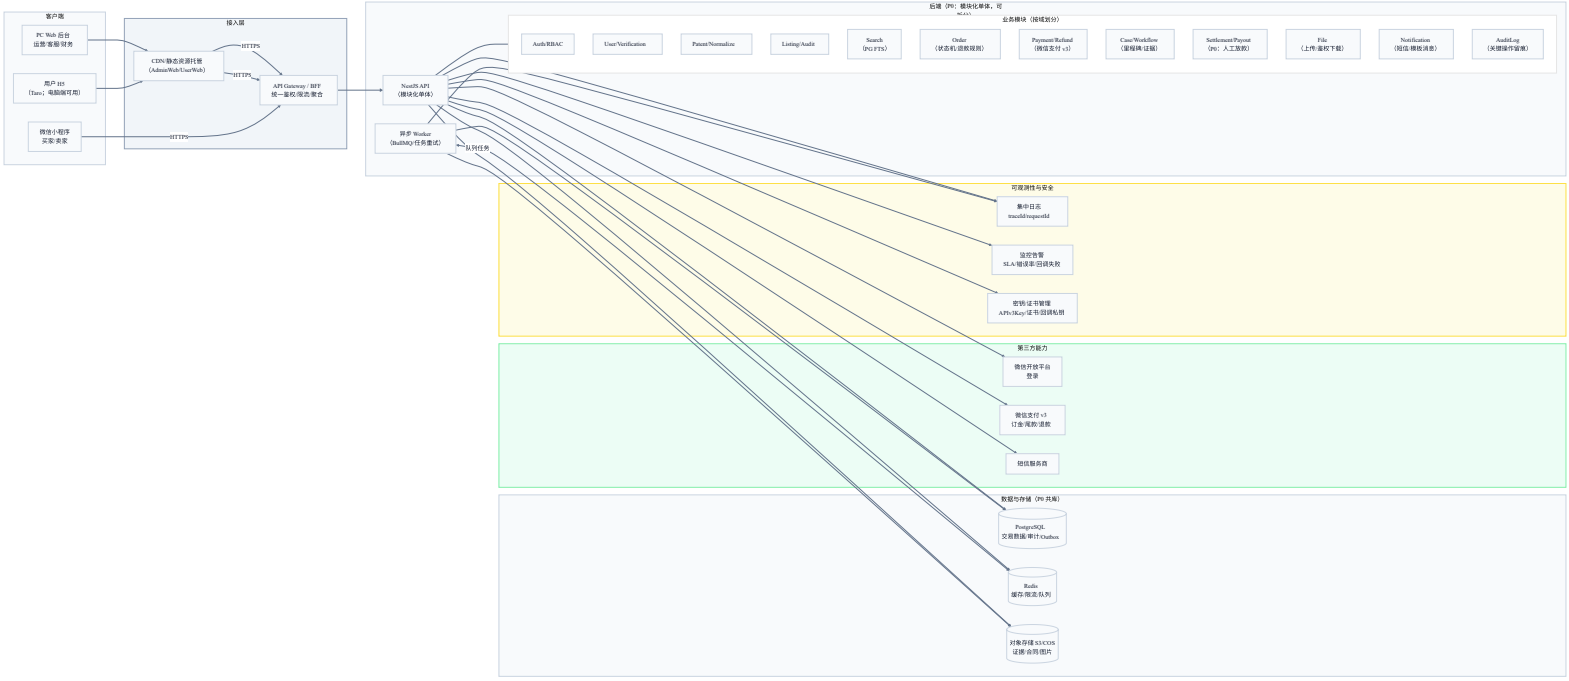 客户端
PC Web 后台
运营/客服/财务
用户 H5
（Taro；电脑端可用）
微信小程序
买家/卖家
接入层
CDN/静态资源托管
（AdminWeb/UserWeb）
HTTPS
HTTPS
HTTPS
API Gateway / BFF
统一鉴权/限流/聚合
后端（P0：模块化单体，可
拆分）
NestJS API
（模块化单体）
异步 Worker
（BullMQ/任务重试）
队列任务
业务模块（按域划分）
Auth/RBAC
User/Verification
Patent/Normalize
Listing/Audit
Search
（PG FTS）
Order
（状态机/退款规则）
Payment/Refund
（微信支付 v3）
Case/Workflow
（里程碑/证据）
Settlement/Payout
（P0：人工放款）
File
（上传/鉴权下载）
Notification
（短信/模板消息）
AuditLog
（关键操作留痕）
可观测性与安全
集中日志
traceId/requestId
监控告警
SLA/错误率/回调失败
密钥/证书管理
APIv3Key/证书/回调私钥
第三方能力
微信开放平台
登录
微信支付 v3
订金/尾款/退款
短信服务商
数据与存储（P0 共库）
PostgreSQL
交易数据/审计/Outbox
Redis
缓存/限流/队列
对象存储 S3/COS
证据/合同/图片